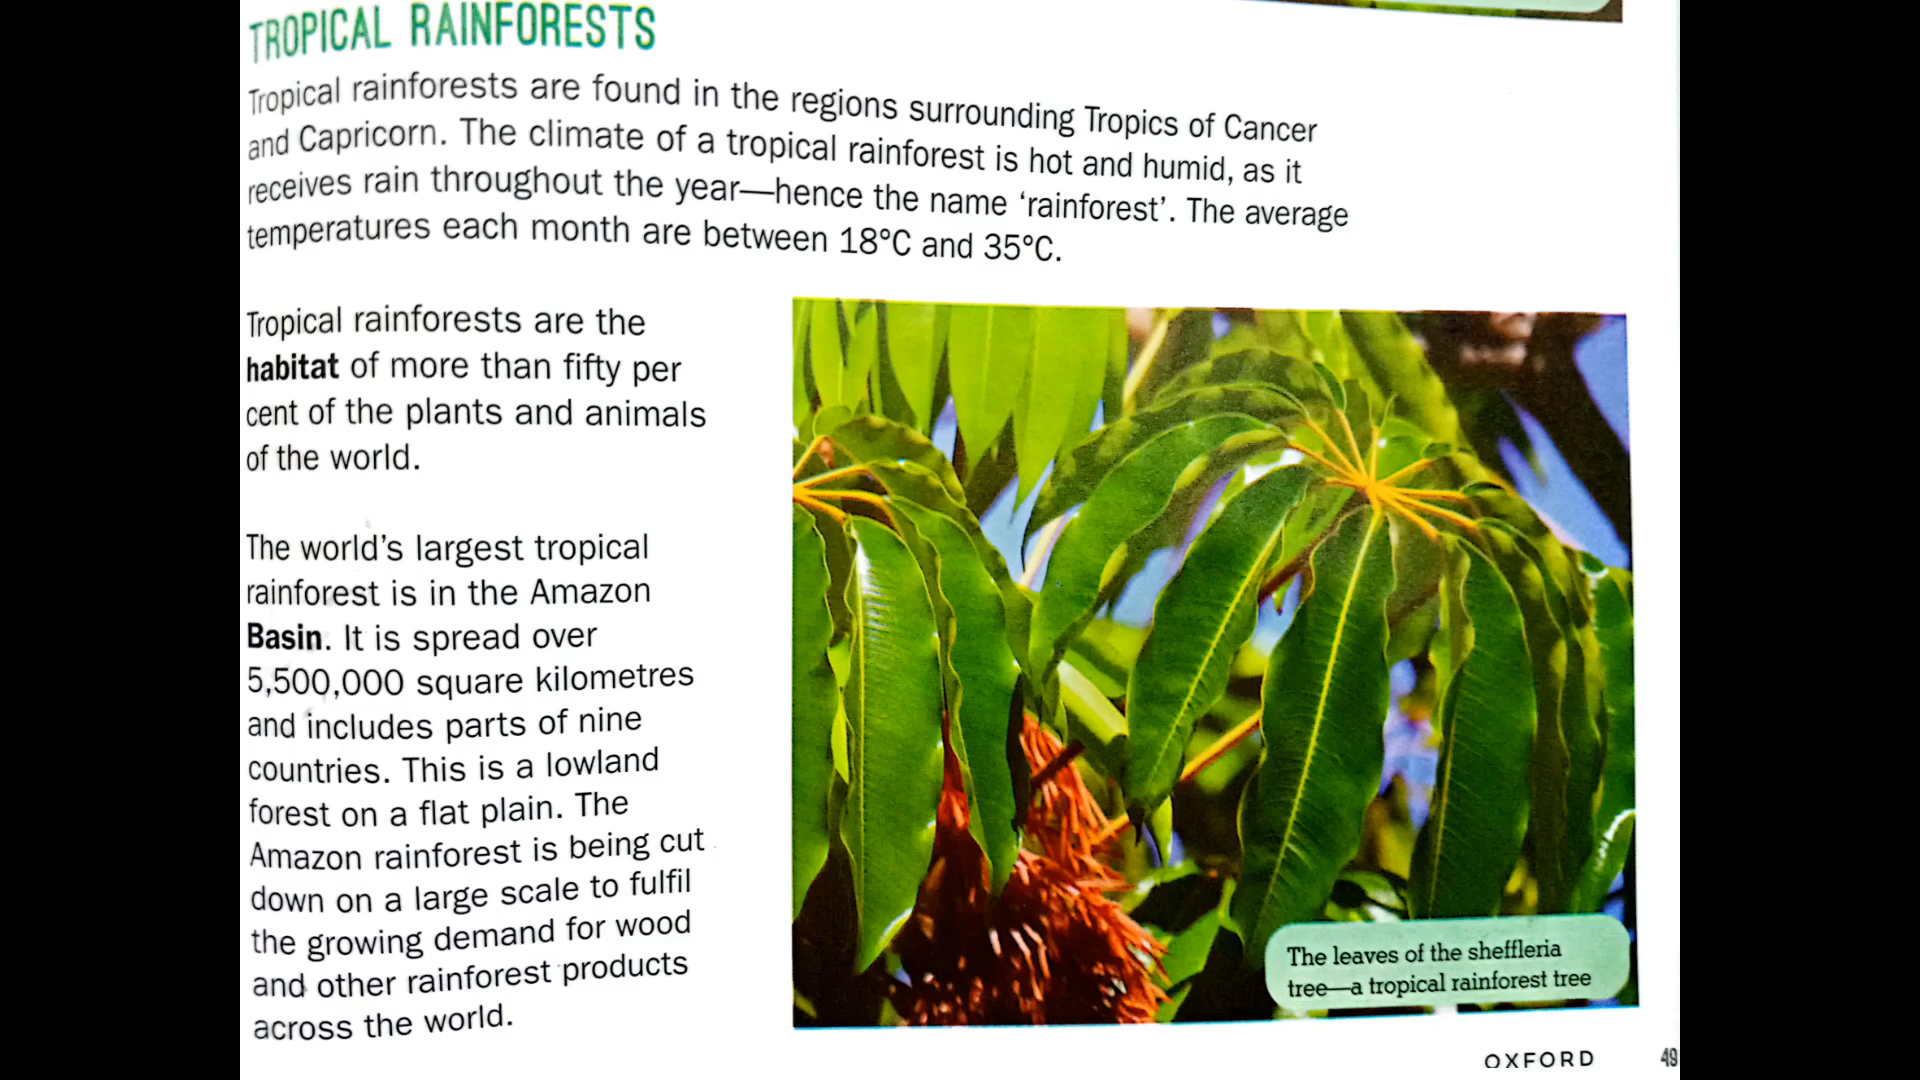 TROPICAL RAINFORESTS
Tropical rainforests are found in the regions surrounding Tropics of Cancer
and Capricorn. The climate of a tropical rainforest is hot and humid, as it
receives rain throughout the year—hence the name ‘rainforest’. The average
temperatures each month are between 18°C and 35°C.
Tropical rainforests are the
habitat of more than fifty per
cent of the plants and animals
of the world.
The world’s largest tropical
rainforest is in the Amazon
Basin. It is spread over
5,500,000 square kilometres
and includes parts of nine
countries. This is a lowland
forest on a flat plain. The
Amazon rainforest is being cut
down on a large scale to fulfil
the growing demand for wood
and other rainforest products
across the world.
The leaves of the sheffleria
tree—a tropical rainforest tree
OXFORD 49